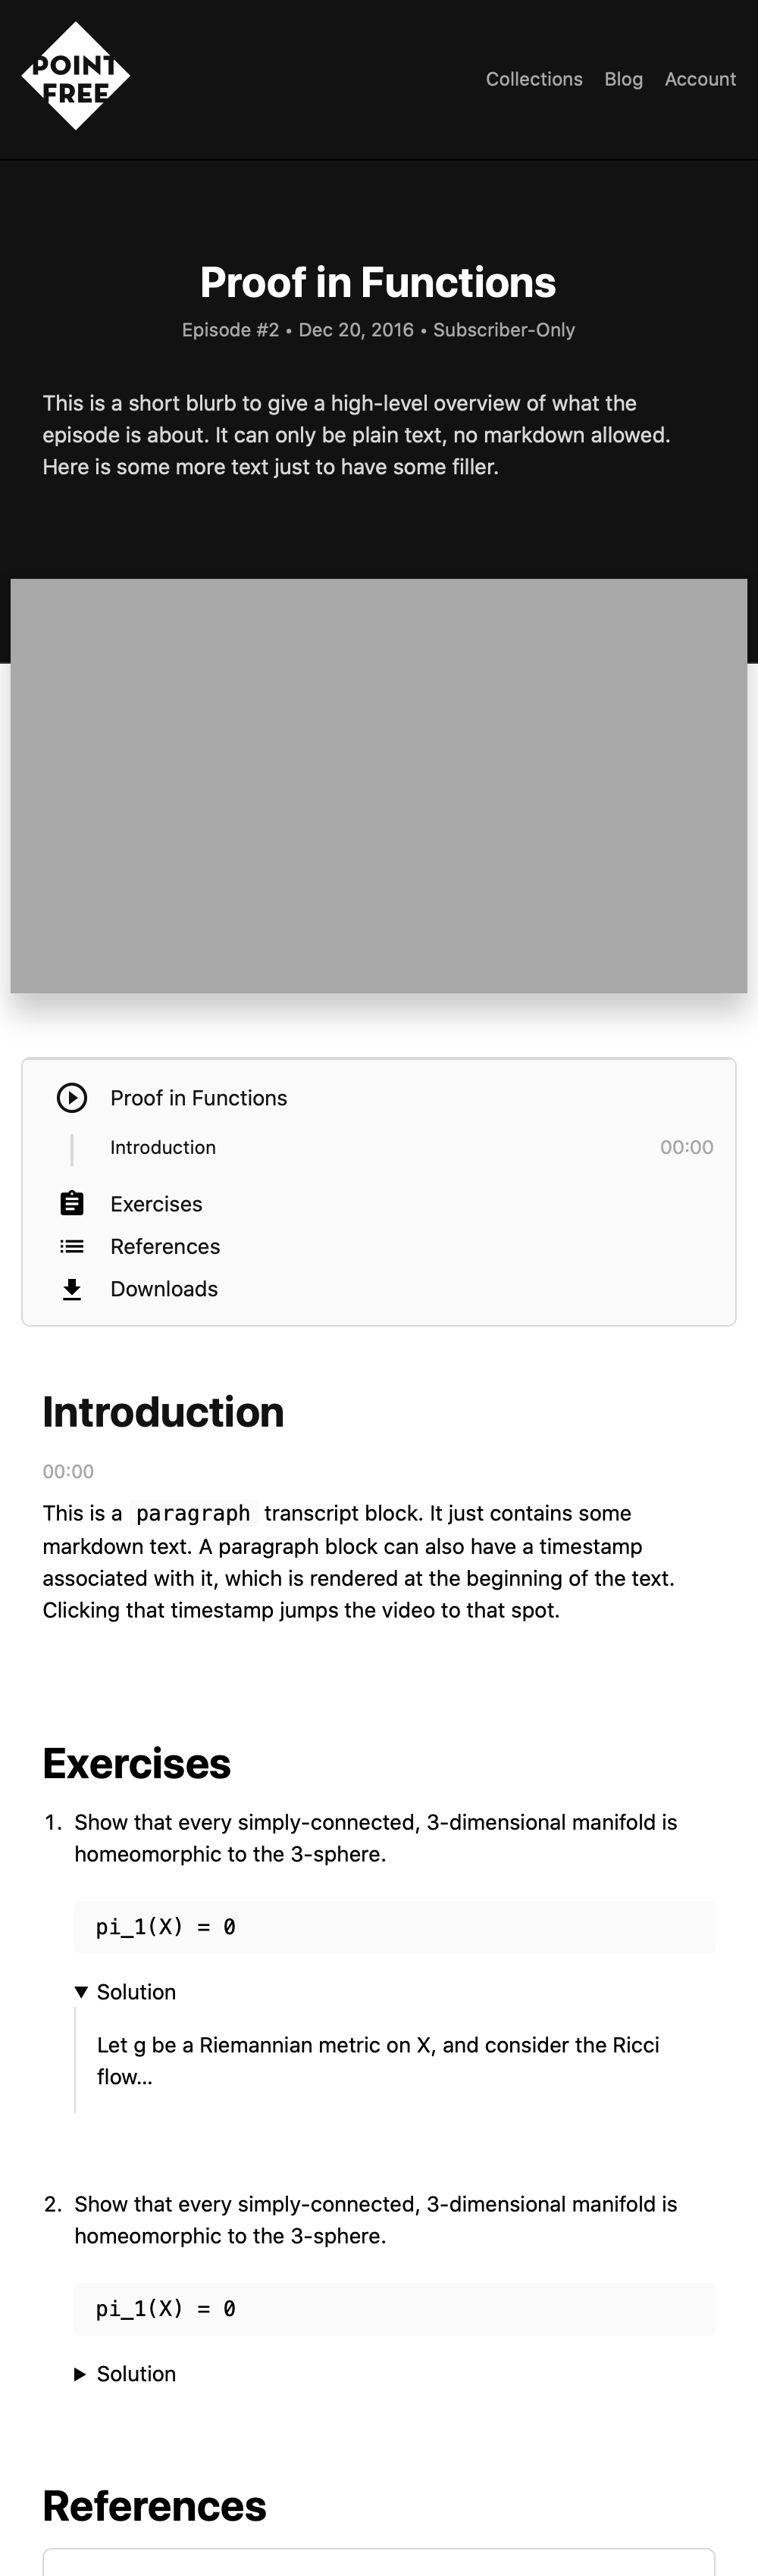 POINT
FREE
Collections Blog Account
Proof in Functions
Episode #2 • Dec 20, 2016 • Subscriber-Only
This is a short blurb to give a high-level overview of what the
episode is about. It can only be plain text, no markdown allowed.
Here is some more text just to have some filler.
Proof in Functions
Introduction 00:00
Exercises
References
Downloads
Introduction
00:00
This is a paragraph transcript block. It just contains some
markdown text. A paragraph block can also have a timestamp
associated with it, which is rendered at the beginning of the text.
Clicking that timestamp jumps the video to that spot.
Exercises
1. Show that every simply-connected, 3-dimensional manifold is
homeomorphic to the 3-sphere.
pi_1(X) = 0
▼ Solution
Let g be a Riemannian metric on X, and consider the Ricci
flow...
2. Show that every simply-connected, 3-dimensional manifold is
homeomorphic to the 3-sphere.
pi_1(X) = 0
▶ Solution
References